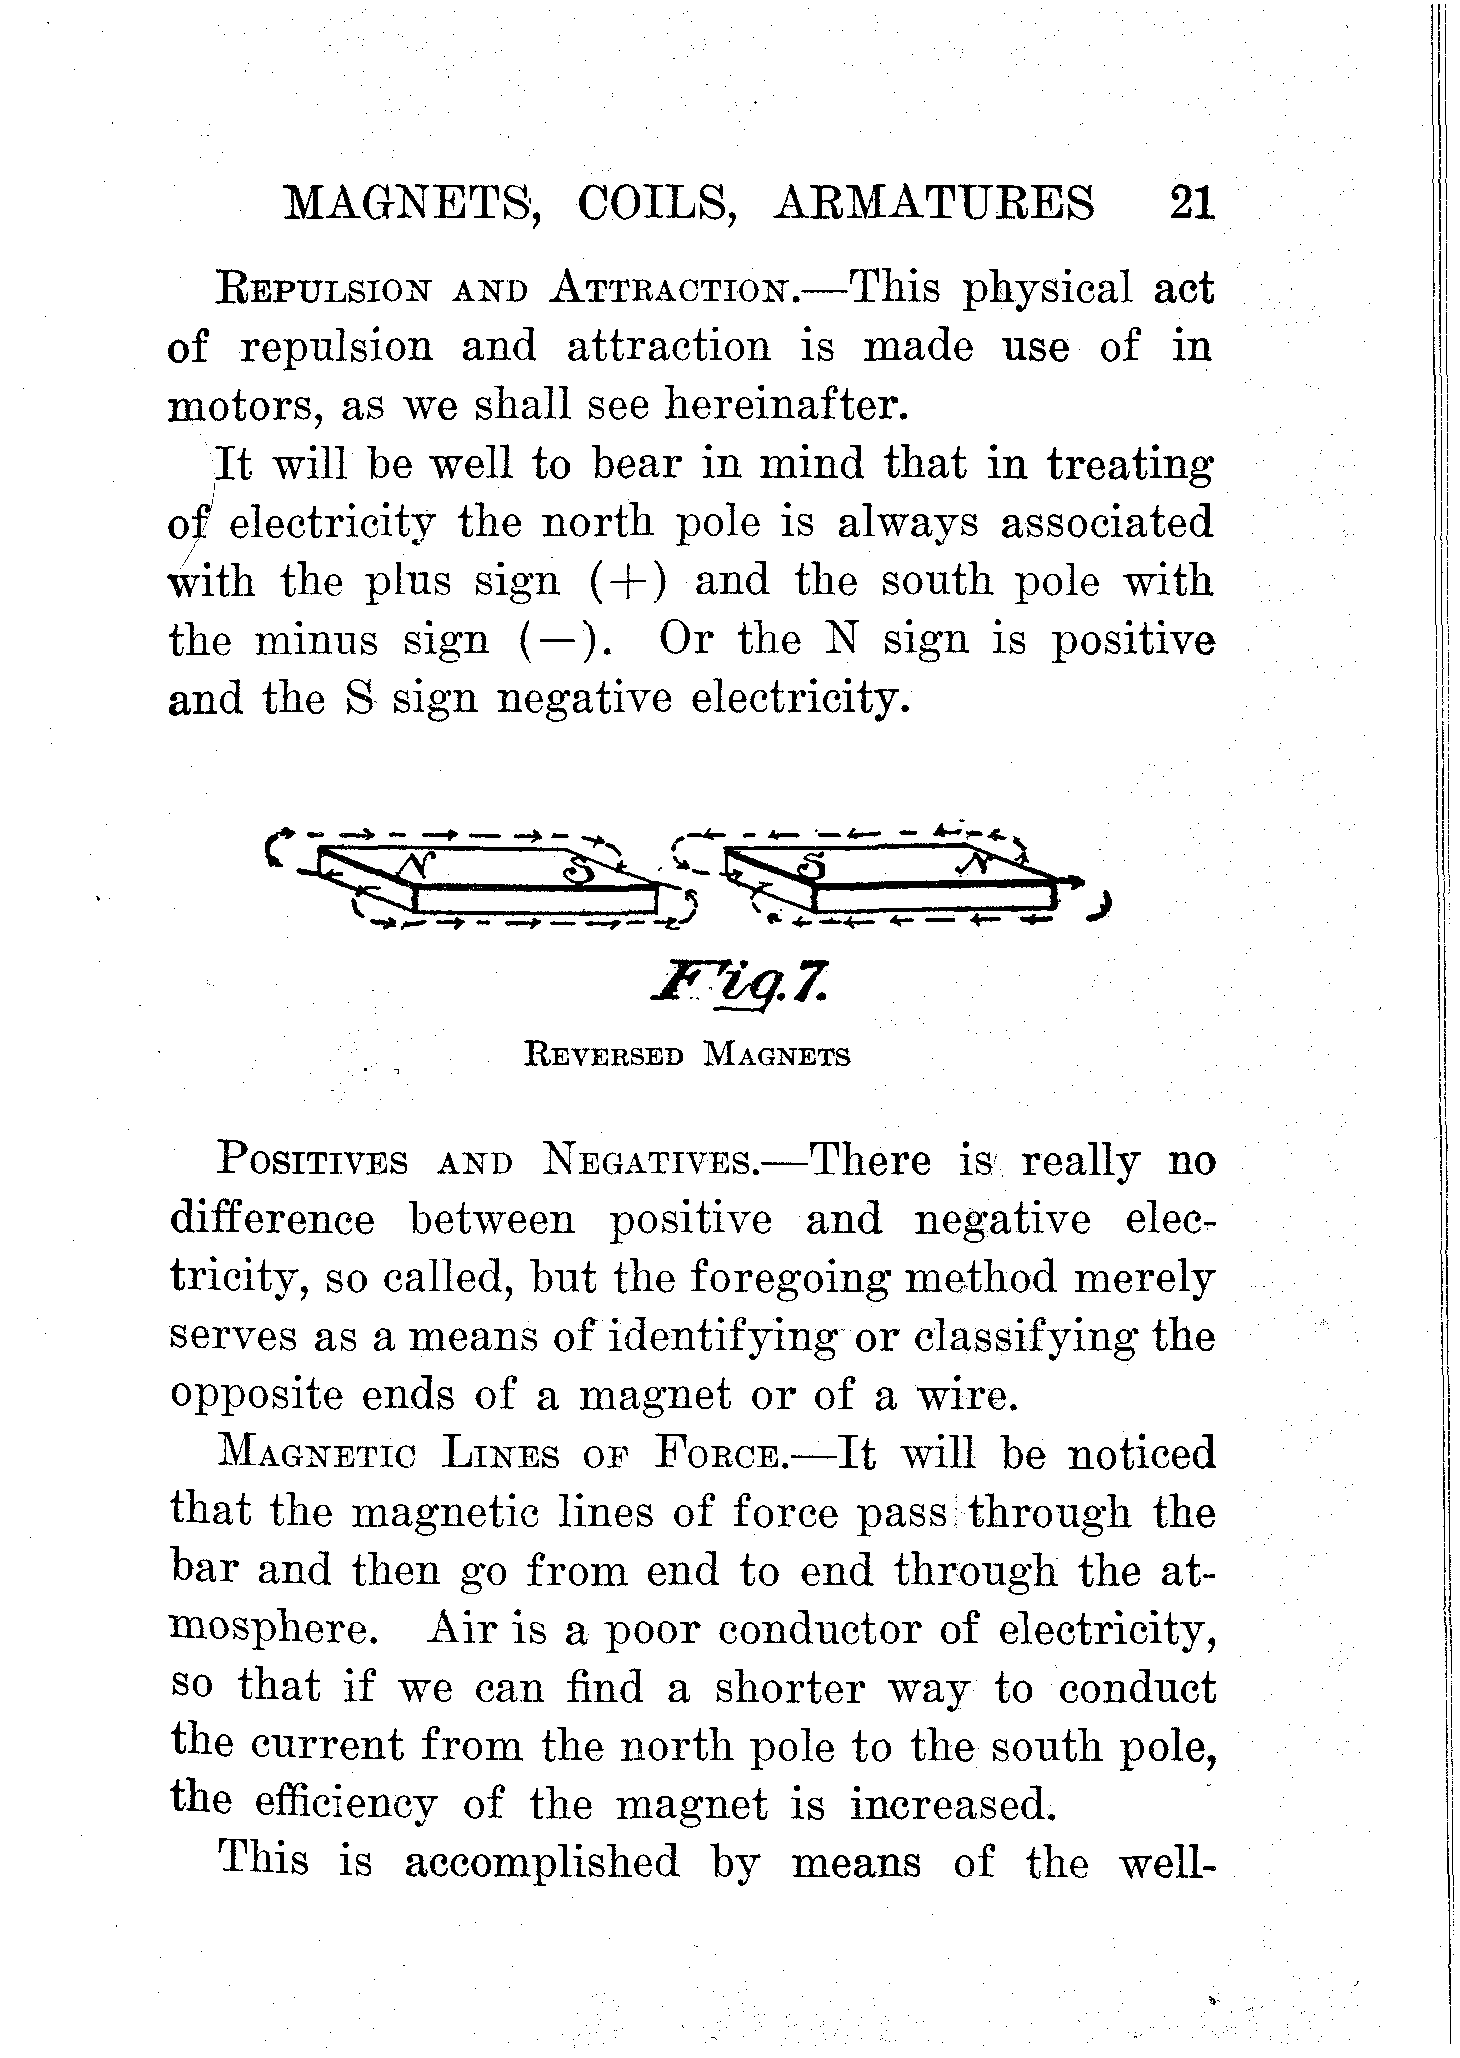 MAGNETS, COILS, ARMATURES 21
REPULSION AND ATTRACTION.—This physical act
of repulsion and attraction is made use of in
motors, as we shall see hereinafter.
It will be well to bear in mind that in treating
of electricity the north pole is always associated
with the plus sign (+) and the south pole with
the minus sign (—). Or the N sign is positive
and the S sign negative electricity.
N S S N
Fig. 7.
REVERSED MAGNETS
POSITIVES AND NEGATIVES.—There is really no
difference between positive and negative elec-
tricity, so called, but the foregoing method merely
serves as a means of identifying or classifying the
opposite ends of a magnet or of a wire.
MAGNETIC LINES OF FORCE.—It will be noticed
that the magnetic lines of force pass through the
bar and then go from end to end through the at-
mosphere. Air is a poor conductor of electricity,
so that if we can find a shorter way to conduct
the current from the north pole to the south pole,
the efficiency of the magnet is increased.
This is accomplished by means of the well-